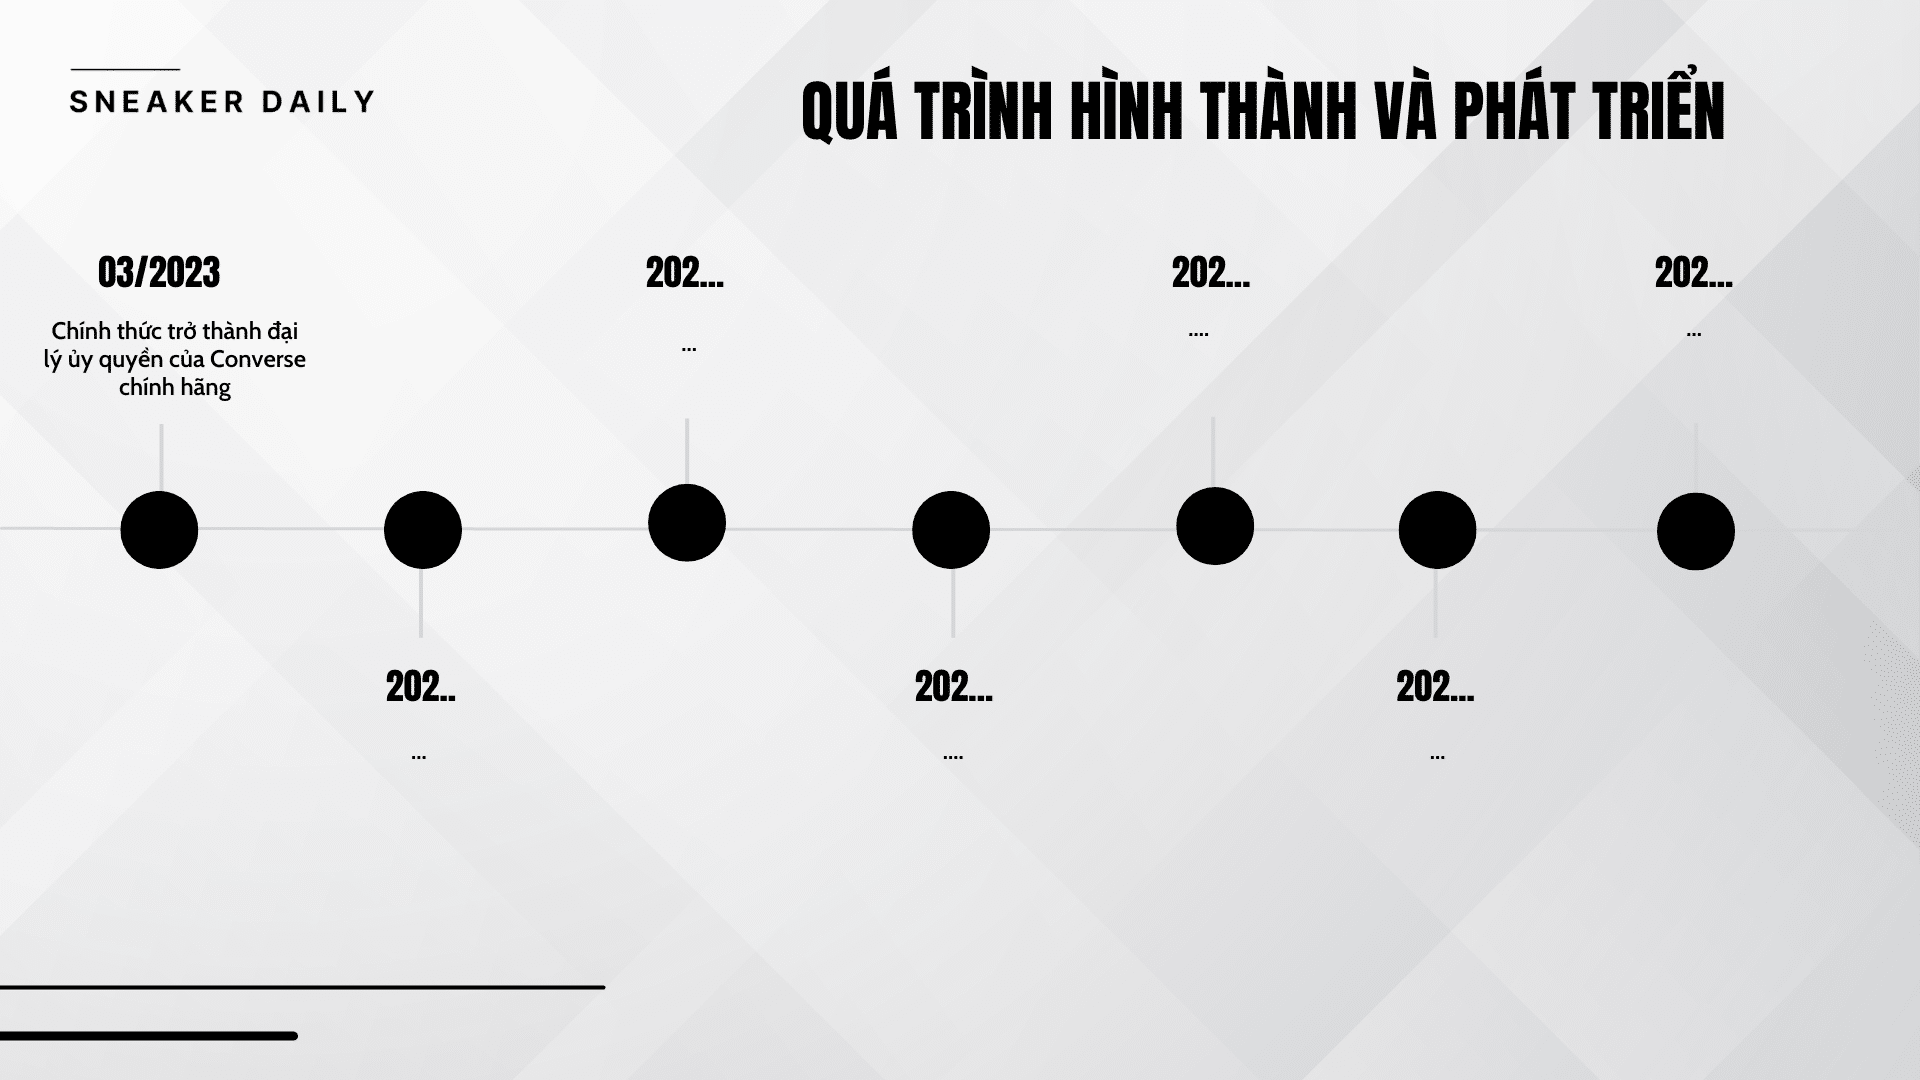 SNEAKER DAILY
QUÁ TRÌNH HÌNH THÀNH VÀ PHÁT TRIỂN
03/2023
Chính thức trở thành đại
lý ủy quyền của Converse
chính hãng
202...
...
202...
....
202...
...
202..
...
202...
....
202...
...